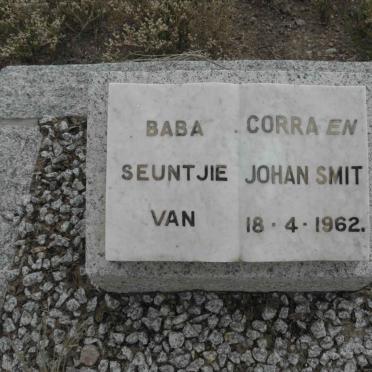 BABA
SEUNTJIE
VAN
CORRA EN
JOHAN SMIT
18 · 4 · 1962.